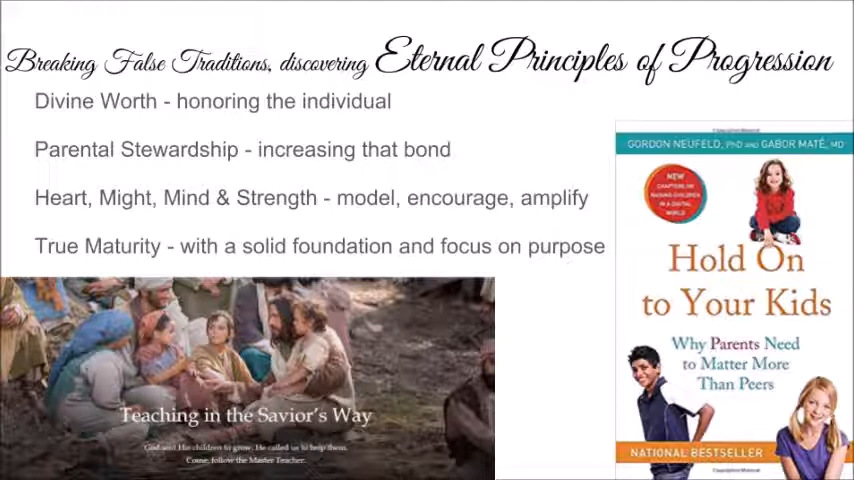 Breaking False Traditions, discovering Eternal Principles of Progression
Divine Worth - honoring the individual
Parental Stewardship - increasing that bond
Heart, Might, Mind & Strength - model, encourage, amplify
True Maturity - with a solid foundation and focus on purpose
Teaching in the Savior's Way
God sent His children to grow. He called us to help them.
Come, follow the Master Teacher.
GORDON NEUFELD, PhD AND GABOR MATÉ, MD
NEW
CHAPTERS ON
RAISING CHILDREN
IN A DIGITAL
WORLD
Hold On
to Your Kids
Why Parents Need
to Matter More
Than Peers
NATIONAL BESTSELLER